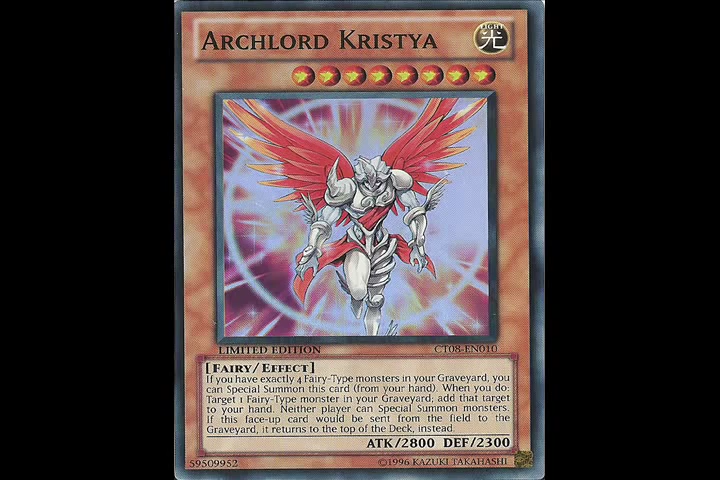 ARCHLORD KRISTYA
LIGHT
光
LIMITED EDITION
CT08-EN010
[FAIRY/EFFECT]
If you have exactly 4 Fairy-Type monsters in your Graveyard, you
can Special Summon this card (from your hand). When you do:
Target 1 Fairy-Type monster in your Graveyard; add that target
to your hand. Neither player can Special Summon monsters.
If this face-up card would be sent from the field to the
Graveyard, it returns to the top of the Deck, instead.
ATK/2800 DEF/2300
59509952
©1996 KAZUKI TAKAHASHI